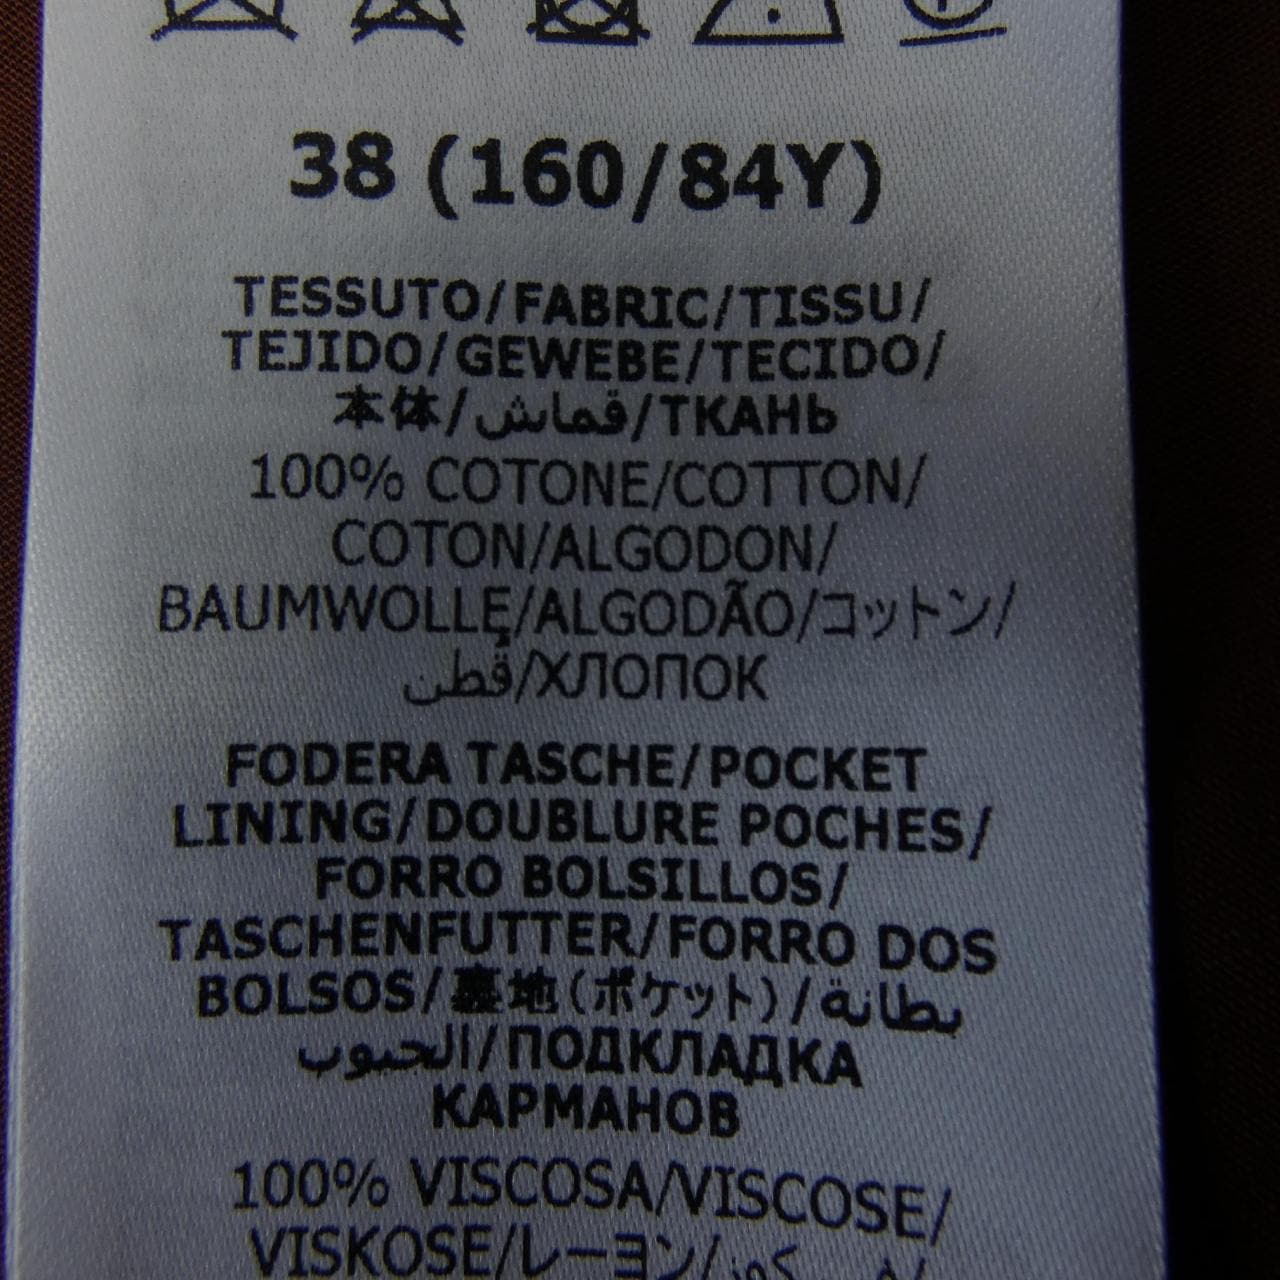 38 (160/84Y)
TESSUTO/FABRIC/TISSU/
TEJIDO/GEWEBE/TECIDO/
本体/قماش/ТКАНЬ
100% COTONE/COTTON/
COTON/ALGODON/
BAUMWOLLE/ALGODÃO/コットン/
قطن/ХЛОПОК
FODERA TASCHE/POCKET
LINING/DOUBLURE POCHES/
FORRO BOLSILLOS/
TASCHENFUTTER/FORRO DOS
BOLSOS/裏地(ポケット)/بطانة
الجيوب/ПОДКЛАДКА
КАРМАНОВ
100% VISCOSA/VISCOSE/
VISKOSE/レーヨン/